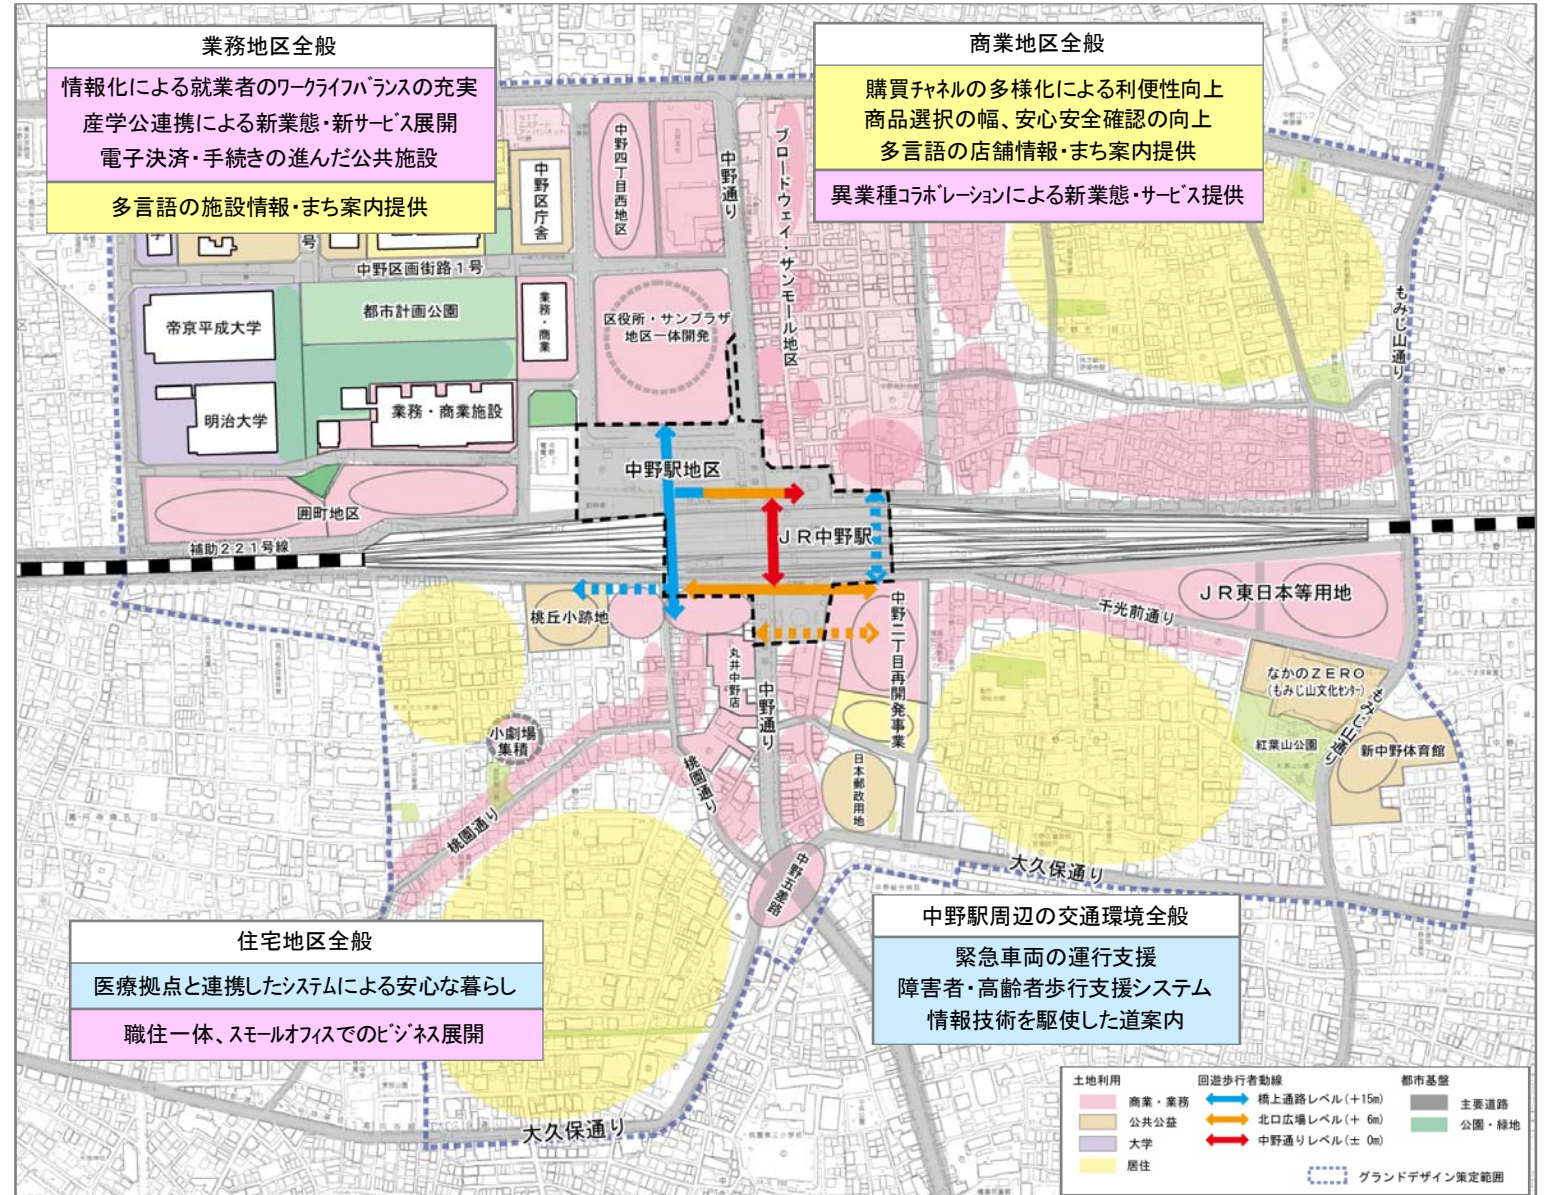 業務地区全般
情報化による就業者のワークライフバランスの充実
産学公連携による新業態・新サービス展開
電子決済・手続きの進んだ公共施設
多言語の施設情報・まち案内提供
商業地区全般
購買チャネルの多様化による利便性向上
商品選択の幅、安心安全確認の向上
多言語の店舗情報・まち案内提供
異業種コラボレーションによる新業態・サービス提供
中野区庁舎
中野四丁目西地区
中野通り
ブロードウェイ・サンモール地区
もみじ山通り
学
号
中野区画街路1号
帝京平成大学
都市計画公園
業務・商業
区役所・サンプラザ
地区一体開発
明治大学
業務・商業施設
中野駅地区
囲町地区
JR中野駅
補助221号線
桃丘小跡地
中野二丁目再開発事業
千光前通り
JR東日本等用地
丸井中野店
中野通り
なかのZERO
(もみじ山文化センター)
もみじ山通り
小劇場
集積
紅葉山公園
新中野体育館
桃園通り
日本郵政用地
桃園通り
中野五差路
大久保通り
住宅地区全般
医療拠点と連携したシステムによる安心な暮らし
職住一体、スモールオフィスでのビジネス展開
中野駅周辺の交通環境全般
緊急車両の運行支援
障害者・高齢者歩行支援システム
情報技術を駆使した道案内
大久保通り
土地利用
商業・業務
公共公益
大学
居住
回遊歩行者動線
橋上通路レベル(+15m)
北口広場レベル(+ 6m)
中野通りレベル(± 0m)
都市基盤
主要道路
公園・緑地
グランドデザイン策定範囲